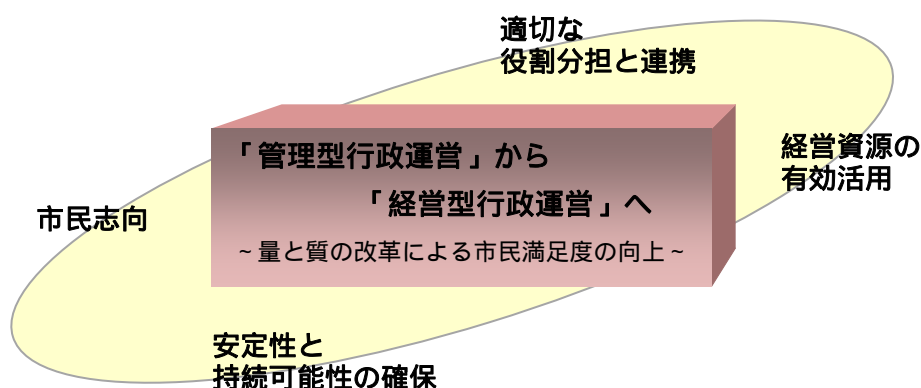 適切な
役割分担と連携
「管理型行政運営」から
「経営型行政運営」へ
～量と質の改革による市民満足度の向上～
経営資源の
有効活用
市民志向
安定性と
持続可能性の確保